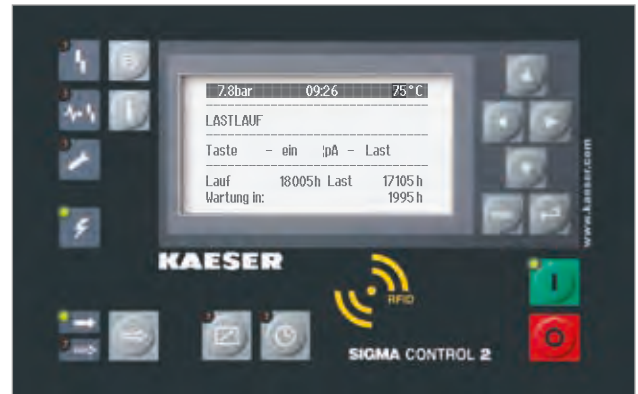 7.8bar 09:26 75°C
LASTLAUF
Taste - ein ¦pA - Last
Lauf 18005h Last 17105h
Wartung in: 1995h
KAESER
RFID
SIGMA CONTROL 2
www.kaeser.com
I
O